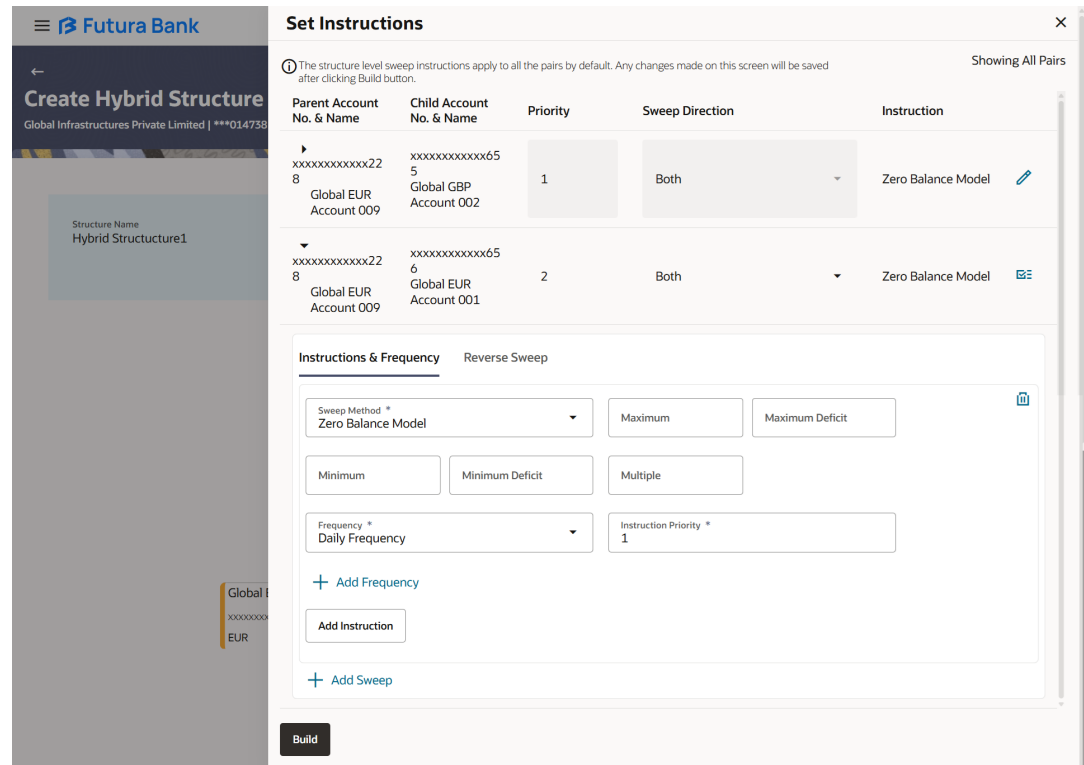 Futura Bank
Create Hybrid Structure
Global Infrastructures Private Limited | ***014738
Structure Name
Hybrid Structucture1
Global
xxxxxxx
EUR
Set Instructions
The structure level sweep instructions apply to all the pairs by default. Any changes made on this screen will be saved
after clicking Build button.
Showing All Pairs
Parent Account
No. & Name
Child Account
No. & Name
Priority
Sweep Direction
Instruction
xxxxxxxxxxxx22
8
Global EUR
Account 009
xxxxxxxxxxxx65
5
Global GBP
Account 002
1
Both
Zero Balance Model
xxxxxxxxxxxx22
8
Global EUR
Account 009
xxxxxxxxxxxx65
6
Global EUR
Account 001
2
Both
Zero Balance Model
Instructions & Frequency
Reverse Sweep
Sweep Method *
Zero Balance Model
Maximum
Maximum Deficit
Minimum
Minimum Deficit
Multiple
Frequency *
Daily Frequency
Instruction Priority *
1
Add Frequency
Add Instruction
Add Sweep
Build